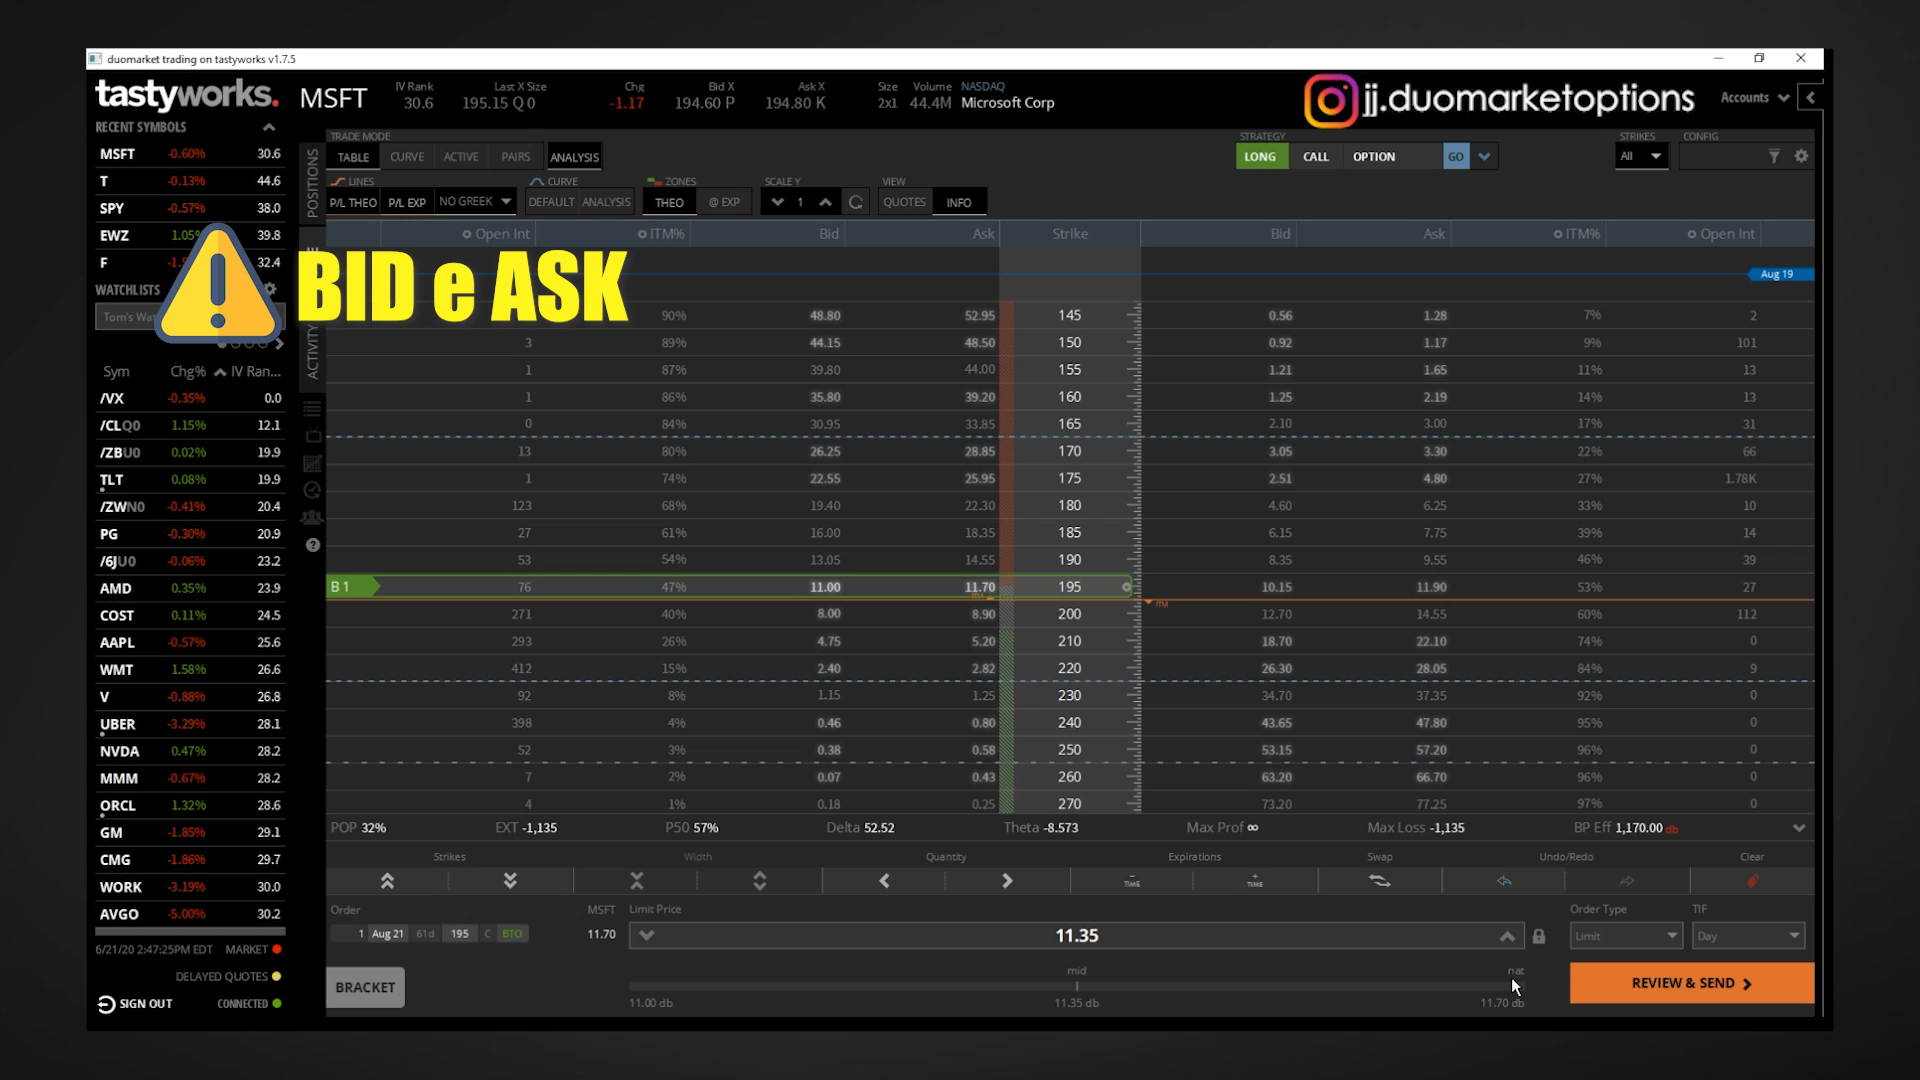 duomarket trading on tastyworks v1.7.5
tastyworks. MSFT IV Rank 30.6 Last X Size 195.15 Q 0 Chg -1.17 Bid X 194.60 P Ask X 194.80 K Size 2x1 Volume 44.4M NASDAQ Microsoft Corp
jj.duomarketoptions
Accounts
RECENT SYMBOLS
MSFT -0.60% 30.6
T -0.13% 44.6
SPY -0.57% 38.0
EWZ 1.05% 39.8
F 32.4
WATCHLISTS
Tom's Wat
Sym Chg% IV Ran...
/VX -0.35% 0.0
/CLQ0 1.15% 12.1
/ZBU0 0.02% 19.9
TLT 0.08% 19.9
/ZWN0 -0.41% 20.4
PG -0.30% 20.9
/6JU0 -0.06% 23.2
AMD 0.35% 23.9
COST 0.11% 24.5
AAPL -0.57% 25.6
WMT 1.58% 26.6
V -0.88% 26.8
UBER -3.29% 28.1
NVDA 0.47% 28.2
MMM -0.67% 28.2
ORCL 1.32% 28.6
GM -1.85% 29.1
CMG -1.86% 29.7
WORK -3.19% 30.0
AVGO -5.00% 30.2
6/21/20 2:47:25PM EDT MARKET
DELAYED QUOTES
SIGN OUT CONNECTED
POSITIONS
ACTIVITY
TRADE MODE
TABLE CURVE ACTIVE PAIRS ANALYSIS
STRATEGY
LONG CALL OPTION GO
STRIKES
All
CONFIG
LINES CURVE ZONES SCALE Y VIEW
P/L THEO P/L EXP NO GREEK DEFAULT ANALYSIS THEO @ EXP 1 QUOTES INFO
Open Int ITM% Bid Ask Strike Bid Ask ITM% Open Int
Aug 19
BID e ASK
90% 48.80 52.95 145 0.56 1.28 7% 2
3 89% 44.15 48.50 150 0.92 1.17 9% 101
1 87% 39.80 44.00 155 1.21 1.65 11% 13
1 86% 35.80 39.20 160 1.25 2.19 14% 13
0 84% 30.95 33.85 165 2.10 3.00 17% 31
13 80% 26.25 28.85 170 3.05 3.30 22% 66
1 74% 22.55 25.95 175 2.51 4.80 27% 1.78K
123 68% 19.40 22.30 180 4.60 6.25 33% 10
27 61% 16.00 18.35 185 6.15 7.75 39% 14
53 54% 13.05 14.55 190 8.35 9.55 46% 39
B 1 76 47% 11.00 11.70 195 10.15 11.90 53% 27
ITM
271 40% 8.00 8.90 200 12.70 14.55 60% 112
293 26% 4.75 5.20 210 18.70 22.10 74% 0
412 15% 2.40 2.82 220 26.30 28.05 84% 9
92 8% 1.15 1.25 230 34.70 37.35 92% 0
398 4% 0.46 0.80 240 43.65 47.80 95% 0
52 3% 0.38 0.58 250 53.15 57.20 96% 0
7 2% 0.07 0.43 260 63.20 66.70 96% 0
4 1% 0.18 0.25 270 73.20 77.25 97% 0
POP 32% EXT -1,135 P50 57% Delta 52.52 Theta -8.573 Max Prof ∞ Max Loss -1,135 BP Eff 1,170.00 db
Strikes Width Quantity Expirations Swap Undo/Redo Clear
- TIME + TIME
Order MSFT Limit Price Order Type TIF
1 Aug 21 61d 195 C BTO 11.70 11.35 Limit Day
BRACKET mid nat REVIEW & SEND
11.00 db 11.35 db 11.70 db